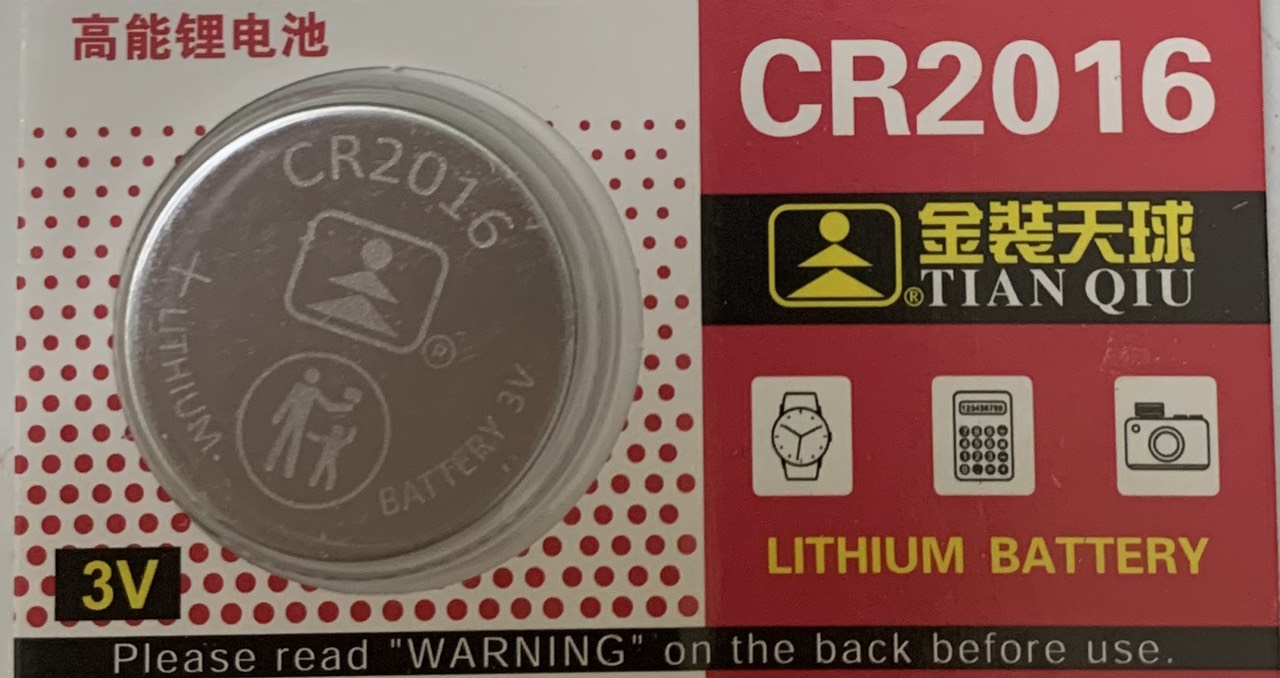 高能锂电池
CR2016
CR2016
®
+ LITHIUM.
BATTERY 3V
金装天球
®TIAN QIU
LITHIUM BATTERY
3V
Please read "WARNING" on the back before use.